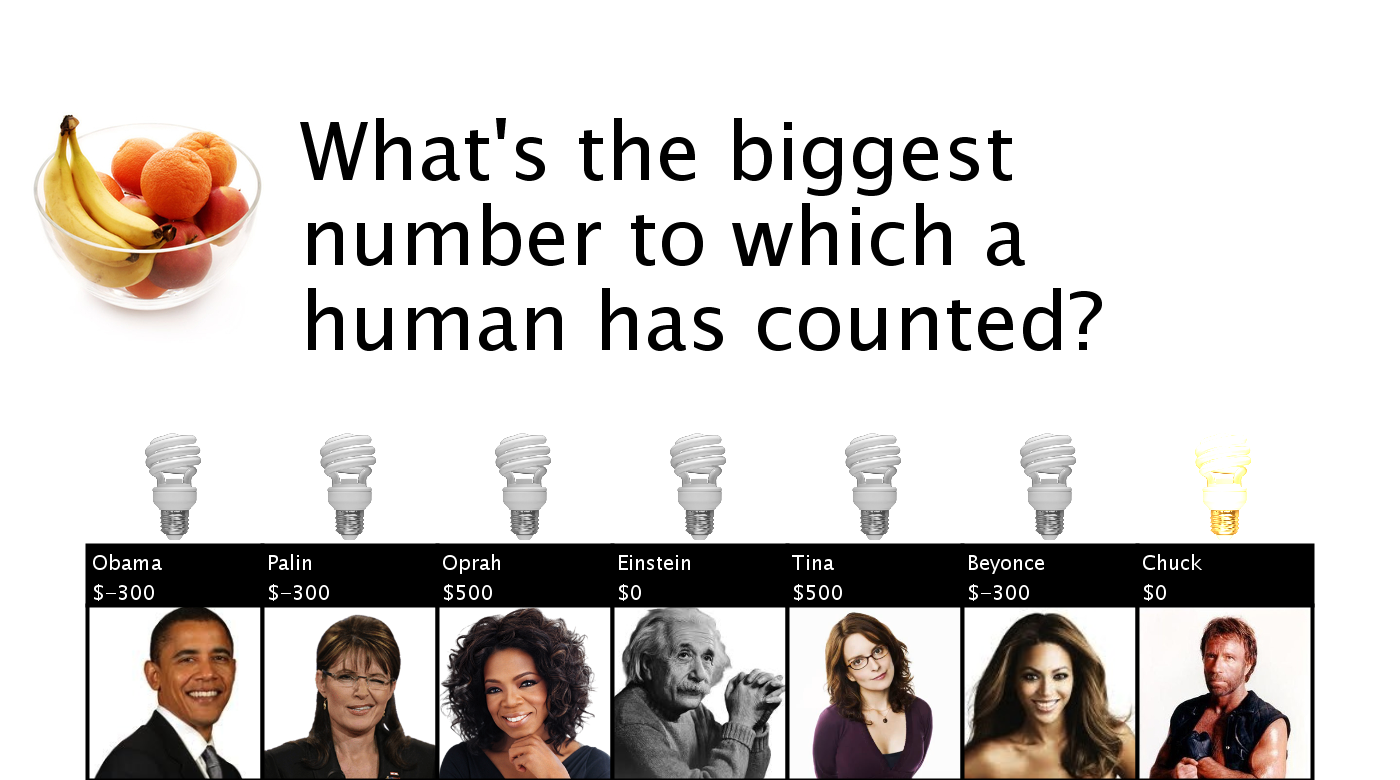 What's the biggest
number to which a
human has counted?
Obama
$-300
Palin
$-300
Oprah
$500
Einstein
$0
Tina
$500
Beyonce
$-300
Chuck
$0